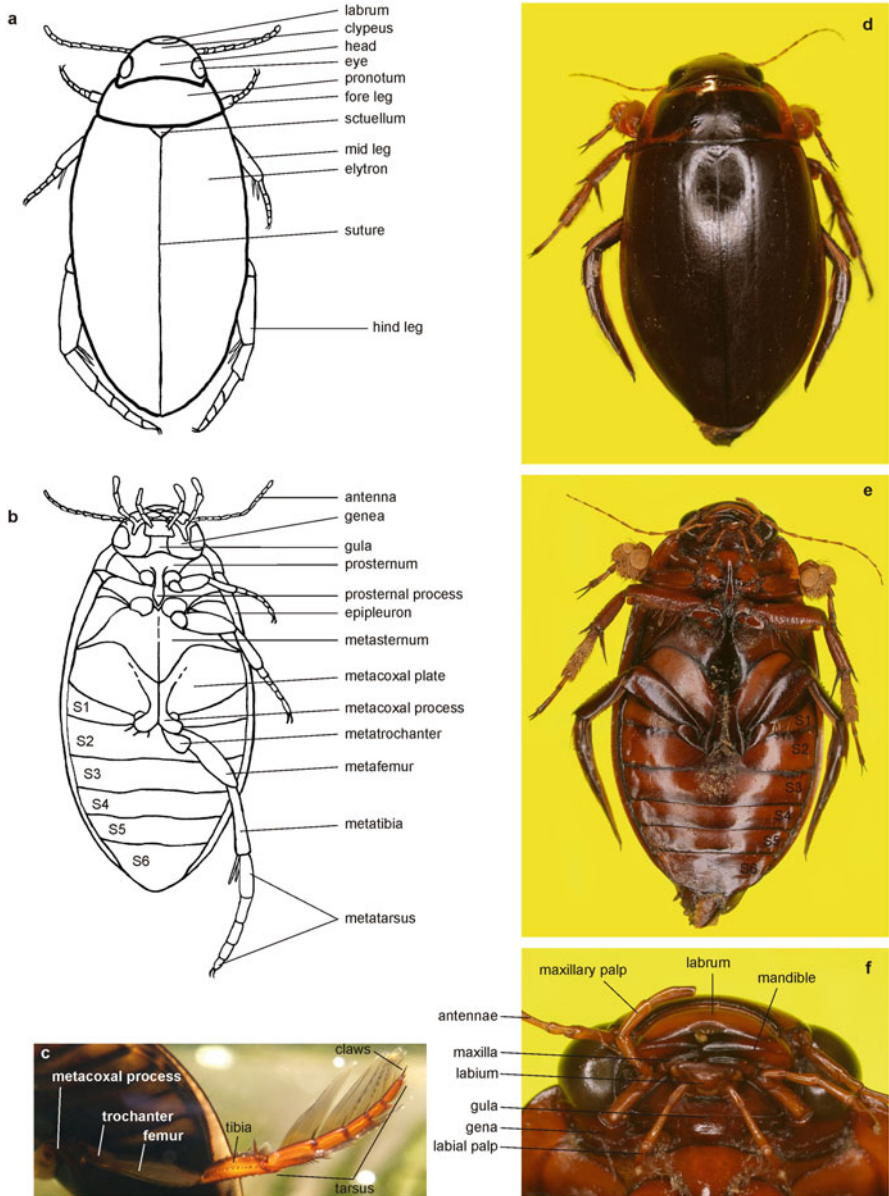 a
labrum
clypeus
head
eye
pronotum
fore leg
sctuellum
mid leg
elytron
suture
hind leg
b
antenna
genea
gula
prosternum
prosternal process
epipleuron
metasternum
metacoxal plate
metacoxal process
metatrochanter
metafemur
metatibia
metatarsus
S1
S2
S3
S4
S5
S6
c
claws
metacoxal process
trochanter
femur
tibia
tarsus
d
e
S1
S2
S3
S4
S5
S6
f
maxillary palp
labrum
mandible
antennae
maxilla
labium
gula
gena
labial palp